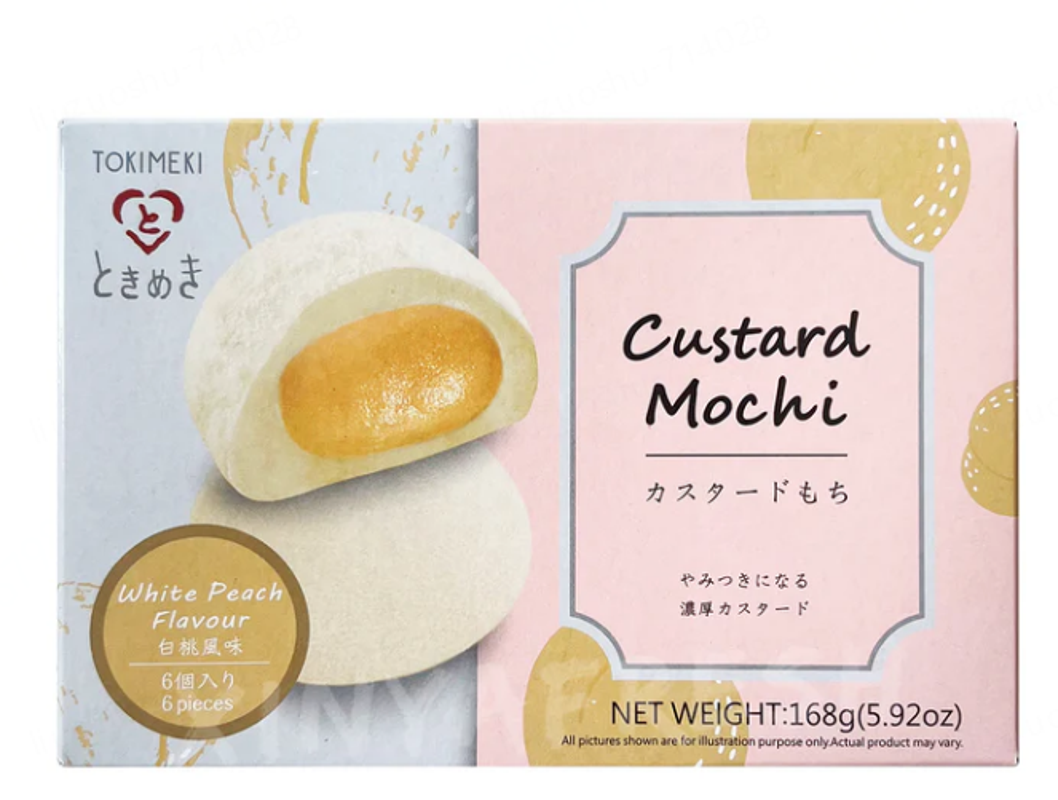 TOKIMEKI
と
ときめき
Custard
Mochi
カスタードもち
やみつきになる
濃厚カスタード
White Peach
Flavour
白桃風味
6個入り
6 pieces
NET WEIGHT:168g(5.92oz)
All pictures shown are for illustration purpose only.Actual product may vary.
XINYAFRESH